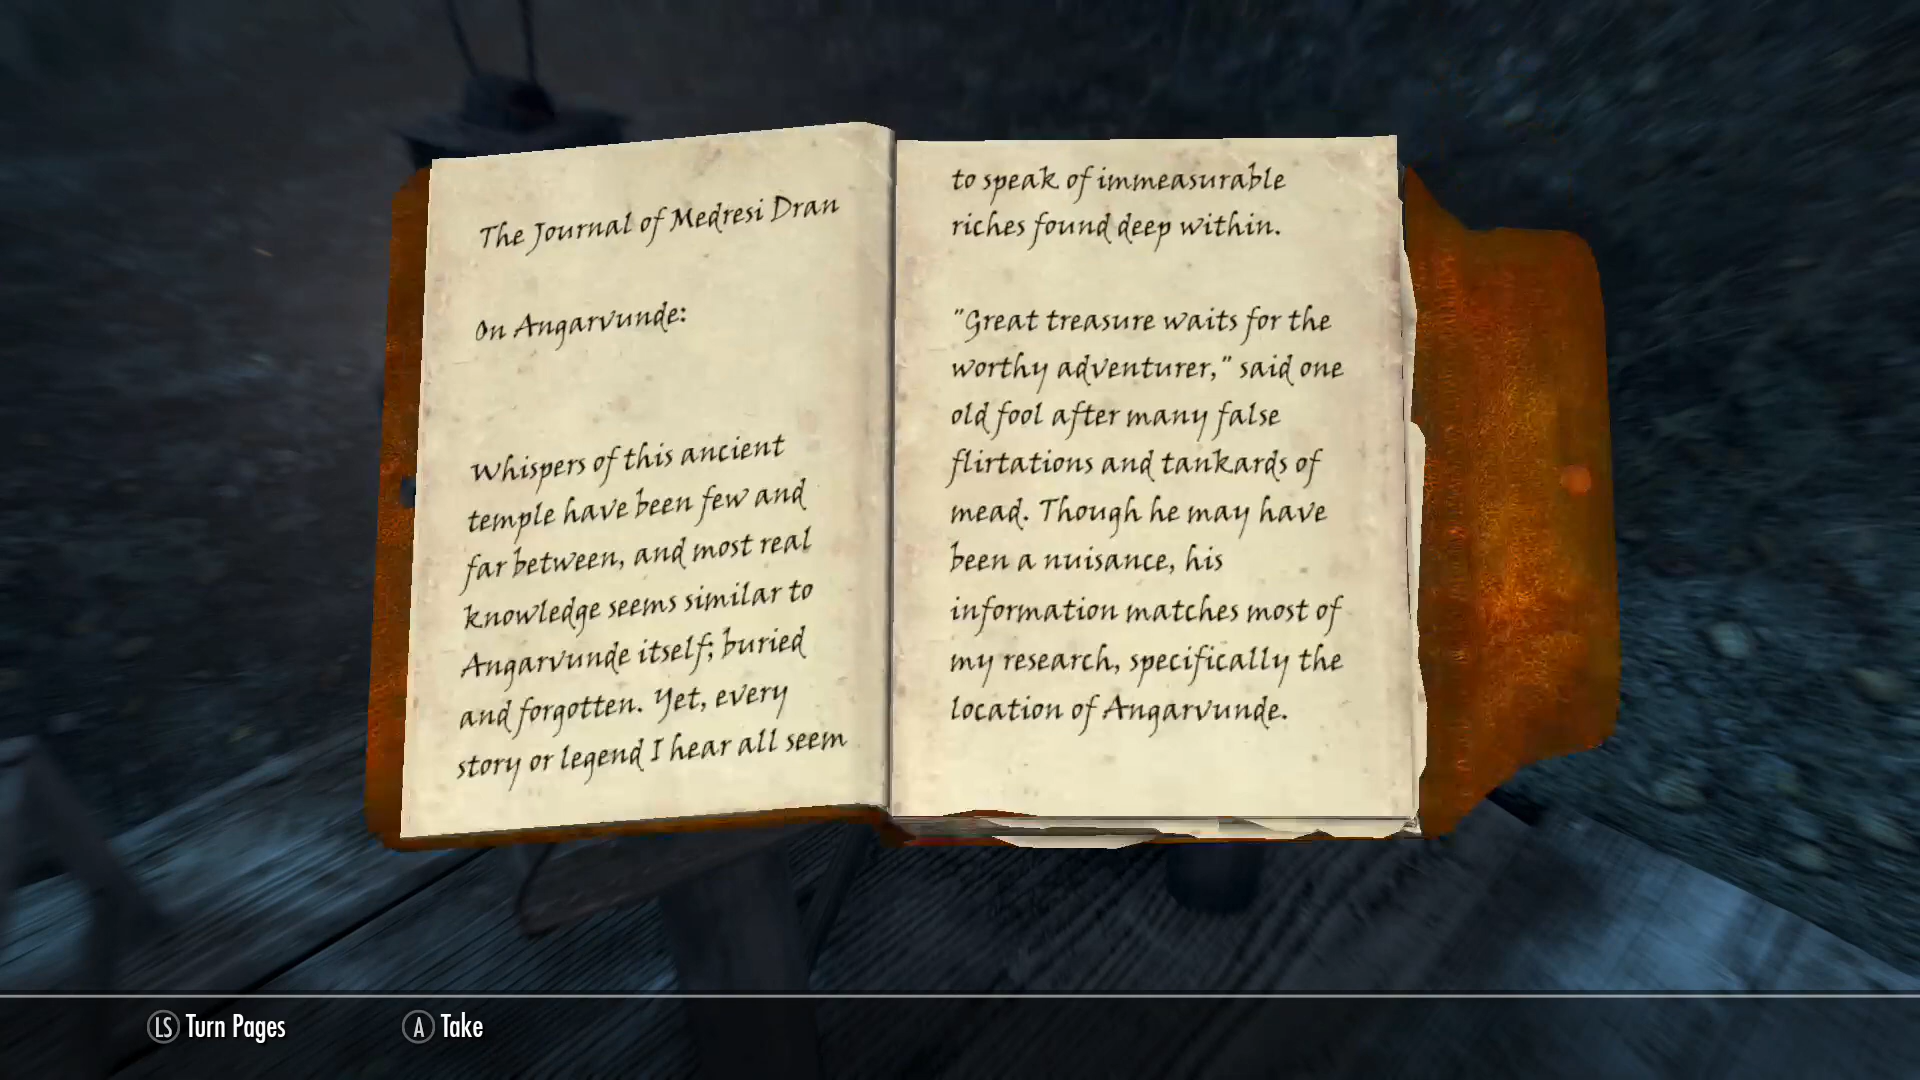 The Journal of Medresi Dran
On Angarvunde:
Whispers of this ancient
temple have been few and
far between, and most real
knowledge seems similar to
Angarvunde itself; buried
and forgotten. Yet, every
story or legend I hear all seem
to speak of immeasurable
riches found deep within.
"Great treasure waits for the
worthy adventurer," said one
old fool after many false
flirtations and tankards of
mead. Though he may have
been a nuisance, his
information matches most of
my research, specifically the
location of Angarvunde.
LS Turn Pages
A Take